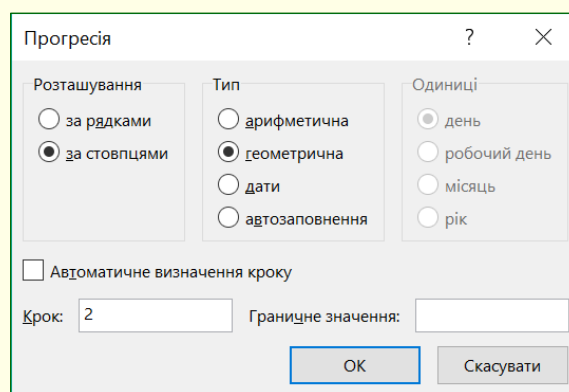 Прогресія
?
Розташування
за рядками
за стовпцями
Тип
арифметична
геометрична
дати
автозаповнення
Одиниці
день
робочий день
місяць
рік
Автоматичне визначення кроку
Крок: 2
Граничне значення:
ОК
Скасувати